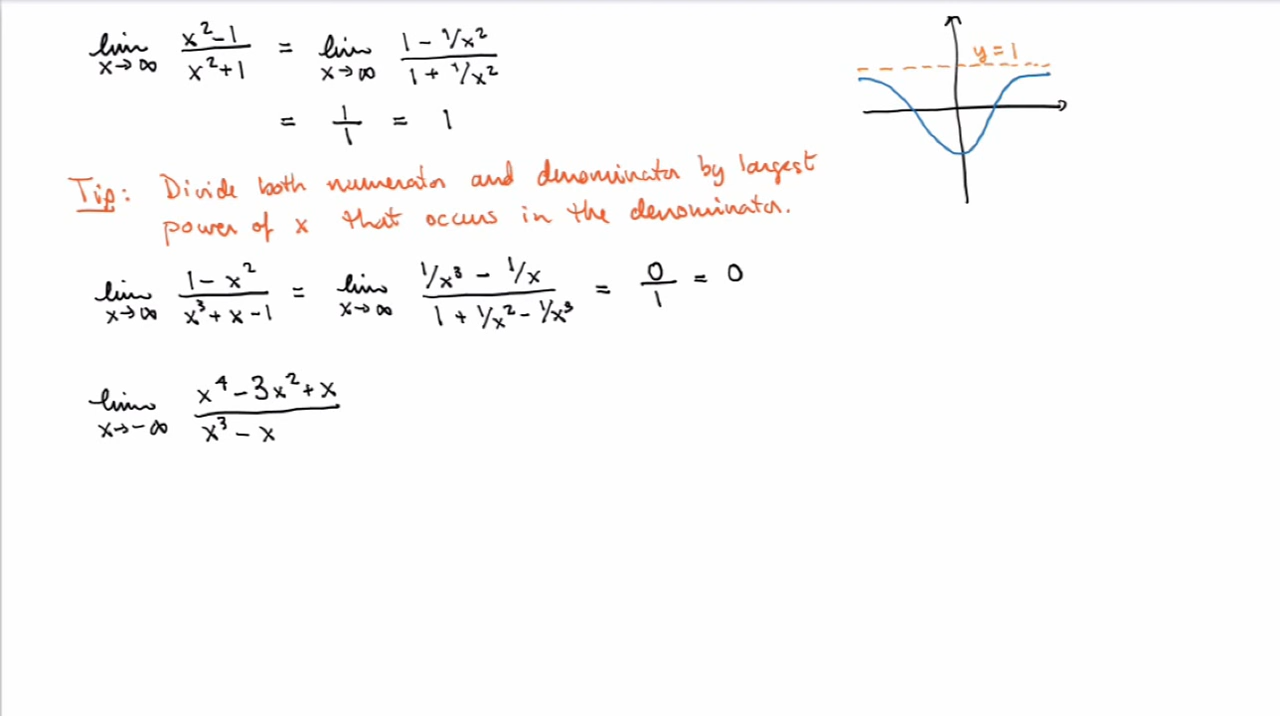 lim x→∞ (x²-1)/(x²+1) = lim x→∞ (1 - 1/x²)/(1 + 1/x²)
y = 1
= 1/1 = 1
Tip: Divide both numerator and denominator by largest
power of x that occurs in the denominator.
lim x→∞ (1 - x²)/(x³ + x - 1) = lim x→∞ (1/x³ - 1/x)/(1 + 1/x² - 1/x³) = 0/1 = 0
lim x→-∞ (x⁴ - 3x² + x)/(x³ - x)